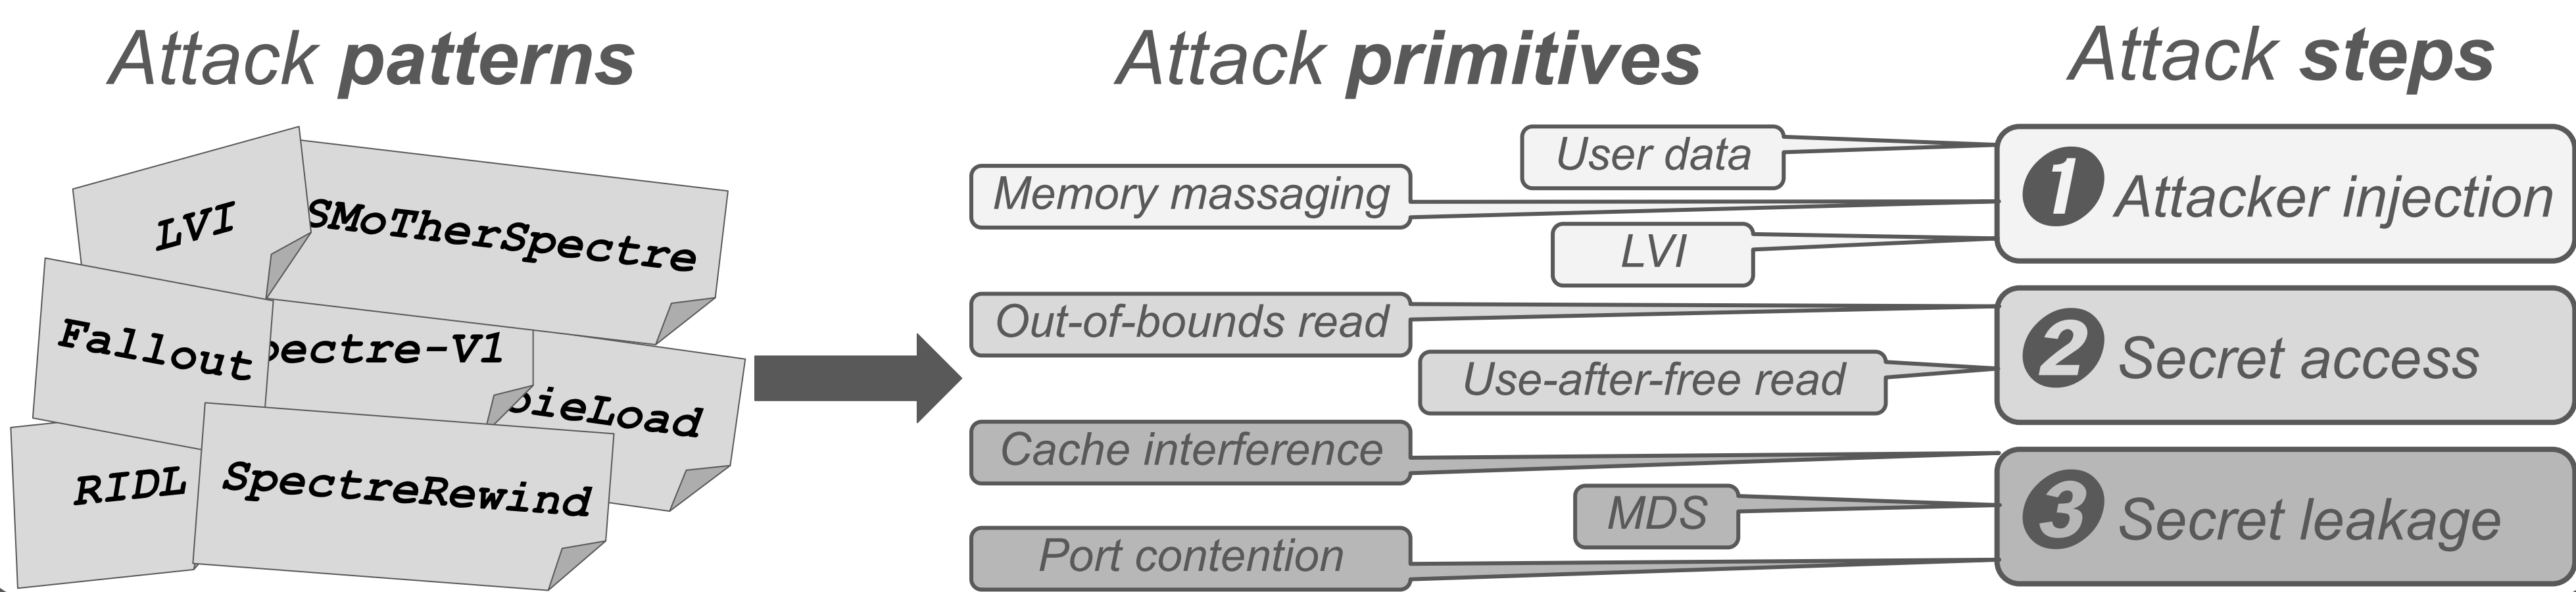 Attack patterns
LVI
SMoTherSpectre
Fallout
pectre-V1
bieLoad
RIDL
SpectreRewind
Attack primitives
User data
Memory massaging
LVI
Out-of-bounds read
Use-after-free read
Cache interference
MDS
Port contention
Attack steps
1 Attacker injection
2 Secret access
3 Secret leakage